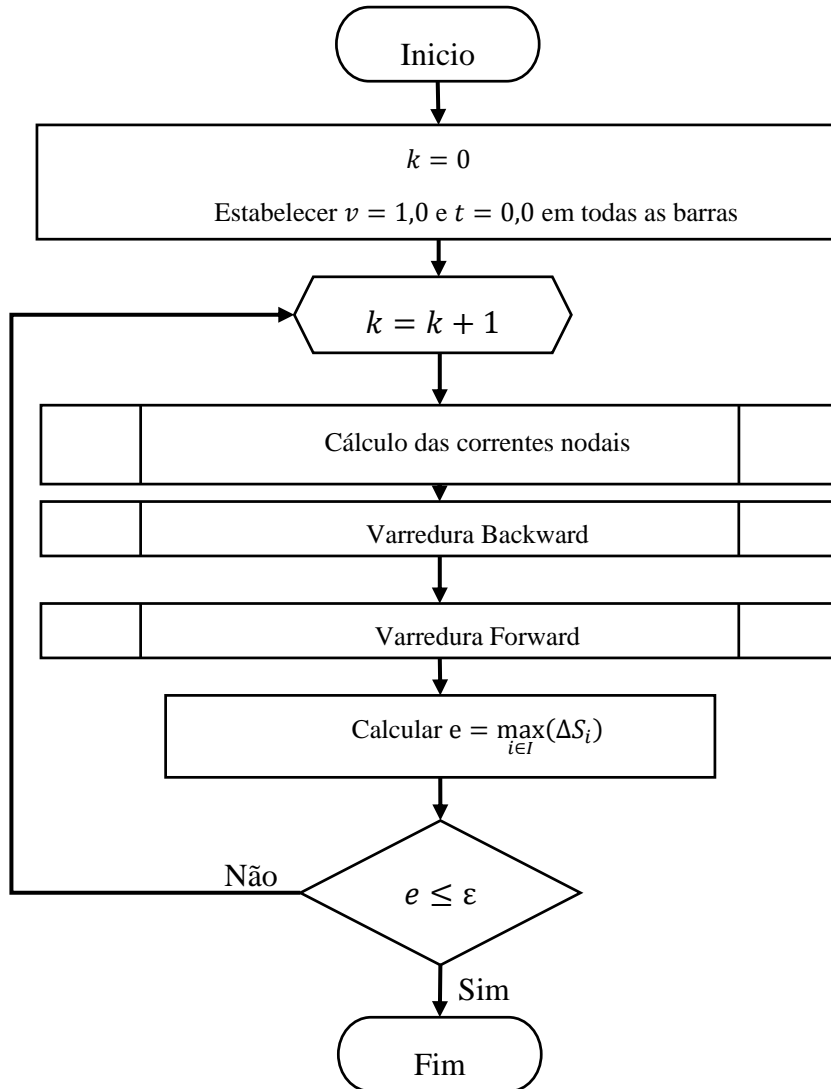 Inicio
k = 0
Estabelecer v = 1,0 e t = 0,0 em todas as barras
k = k + 1
Cálculo das correntes nodais
Varredura Backward
Varredura Forward
Calcular e = max(ΔS_i)
i∈I
Não
e ≤ ε
Sim
Fim